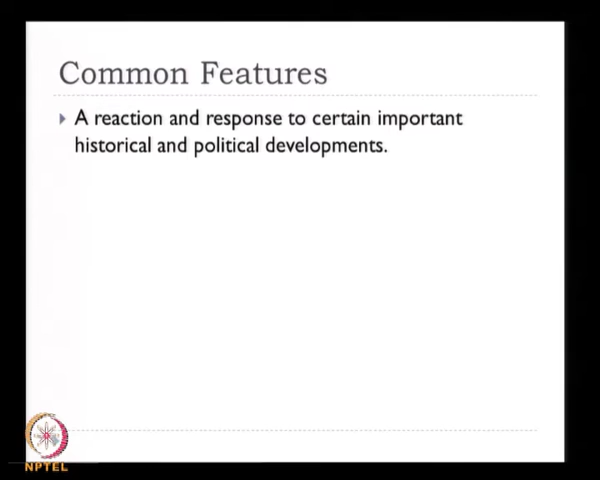 Common Features
A reaction and response to certain important
historical and political developments.
NPTEL